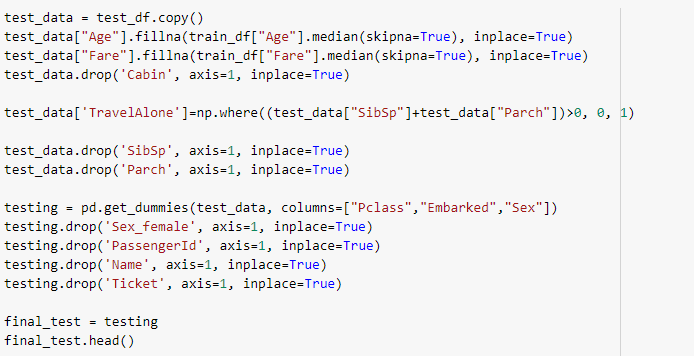 test_data = test_df.copy()
test_data["Age"].fillna(train_df["Age"].median(skipna=True), inplace=True)
test_data["Fare"].fillna(train_df["Fare"].median(skipna=True), inplace=True)
test_data.drop('Cabin', axis=1, inplace=True)
test_data['TravelAlone']=np.where((test_data["SibSp"]+test_data["Parch"])>0, 0, 1)
test_data.drop('SibSp', axis=1, inplace=True)
test_data.drop('Parch', axis=1, inplace=True)
testing = pd.get_dummies(test_data, columns=["Pclass","Embarked","Sex"])
testing.drop('Sex_female', axis=1, inplace=True)
testing.drop('PassengerId', axis=1, inplace=True)
testing.drop('Name', axis=1, inplace=True)
testing.drop('Ticket', axis=1, inplace=True)
final_test = testing
final_test.head()